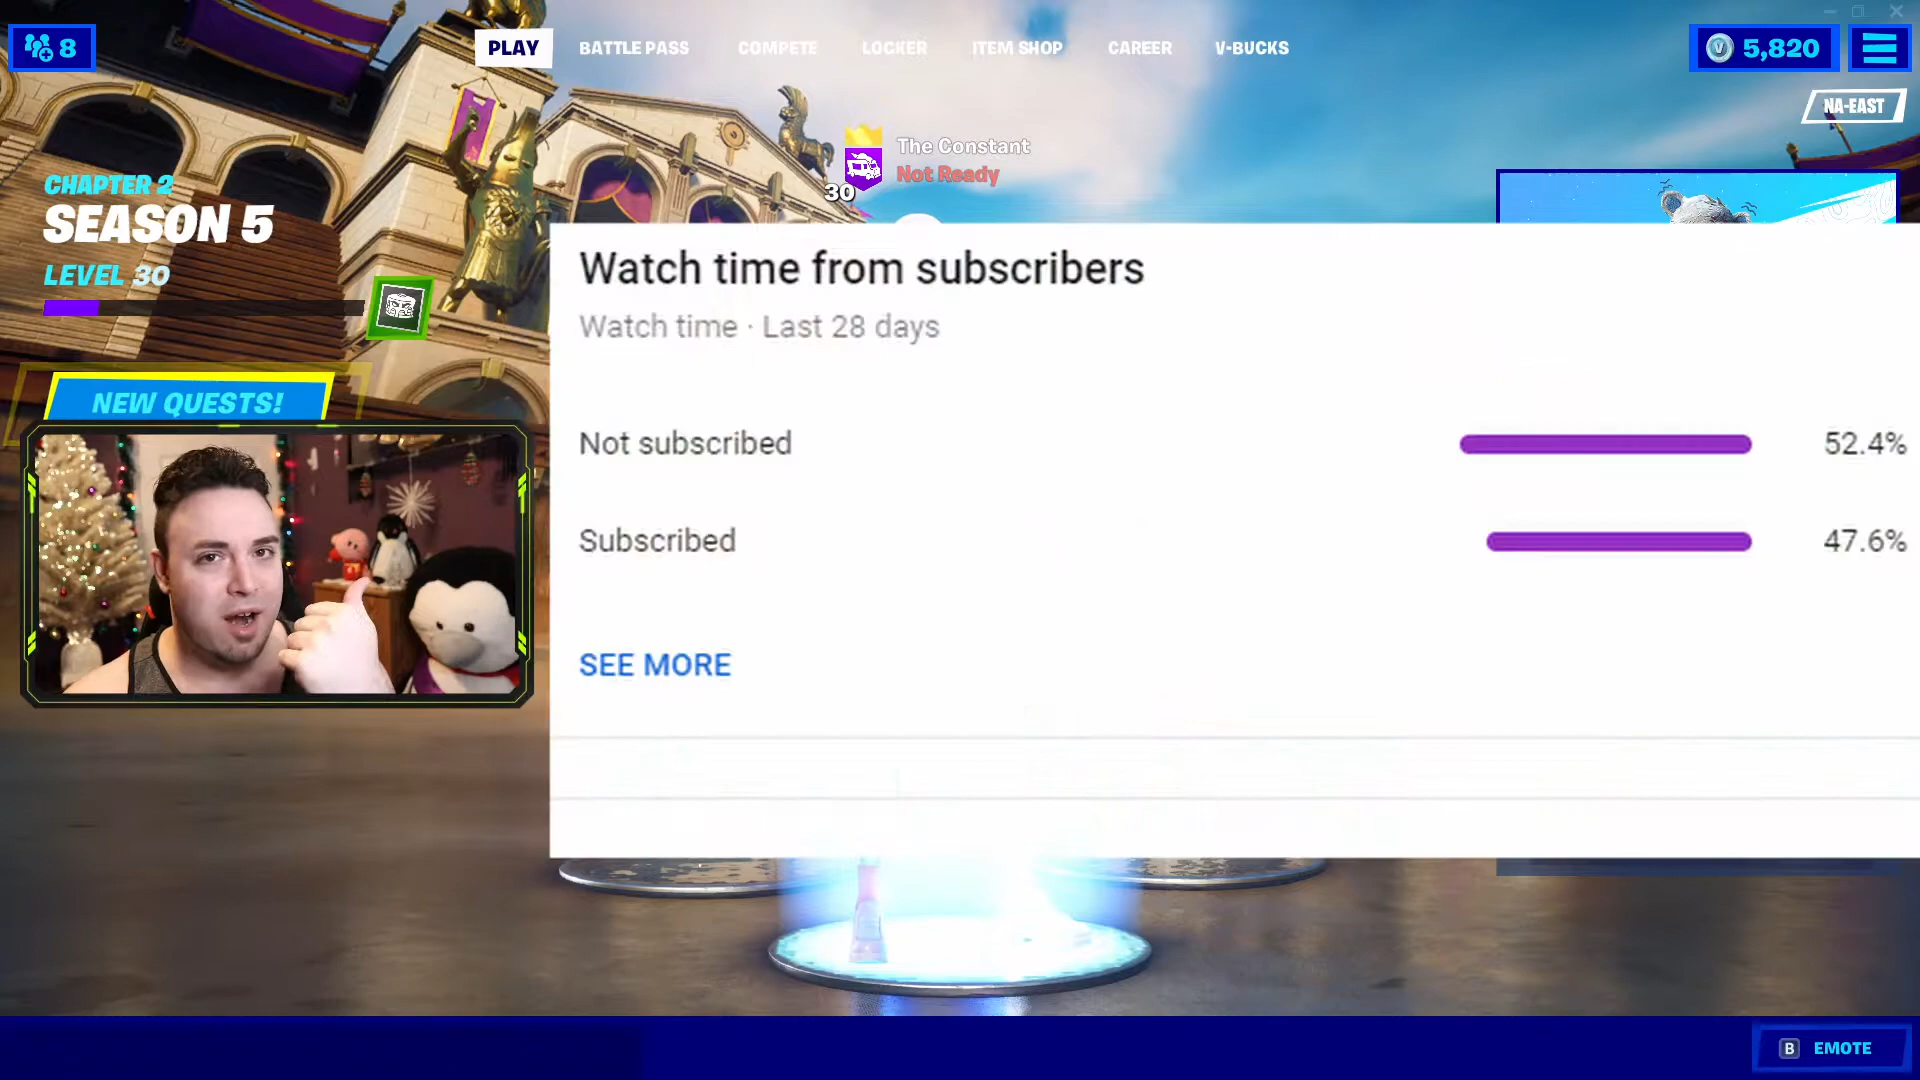 8
PLAY
BATTLE PASS
COMPETE
LOCKER
ITEM SHOP
CAREER
V-BUCKS
5,820
NA-EAST
The Constant
Not Ready
30
CHAPTER 2
SEASON 5
LEVEL 30
NEW QUESTS!
Watch time from subscribers
Watch time · Last 28 days
Not subscribed 52.4%
Subscribed 47.6%
SEE MORE
B EMOTE